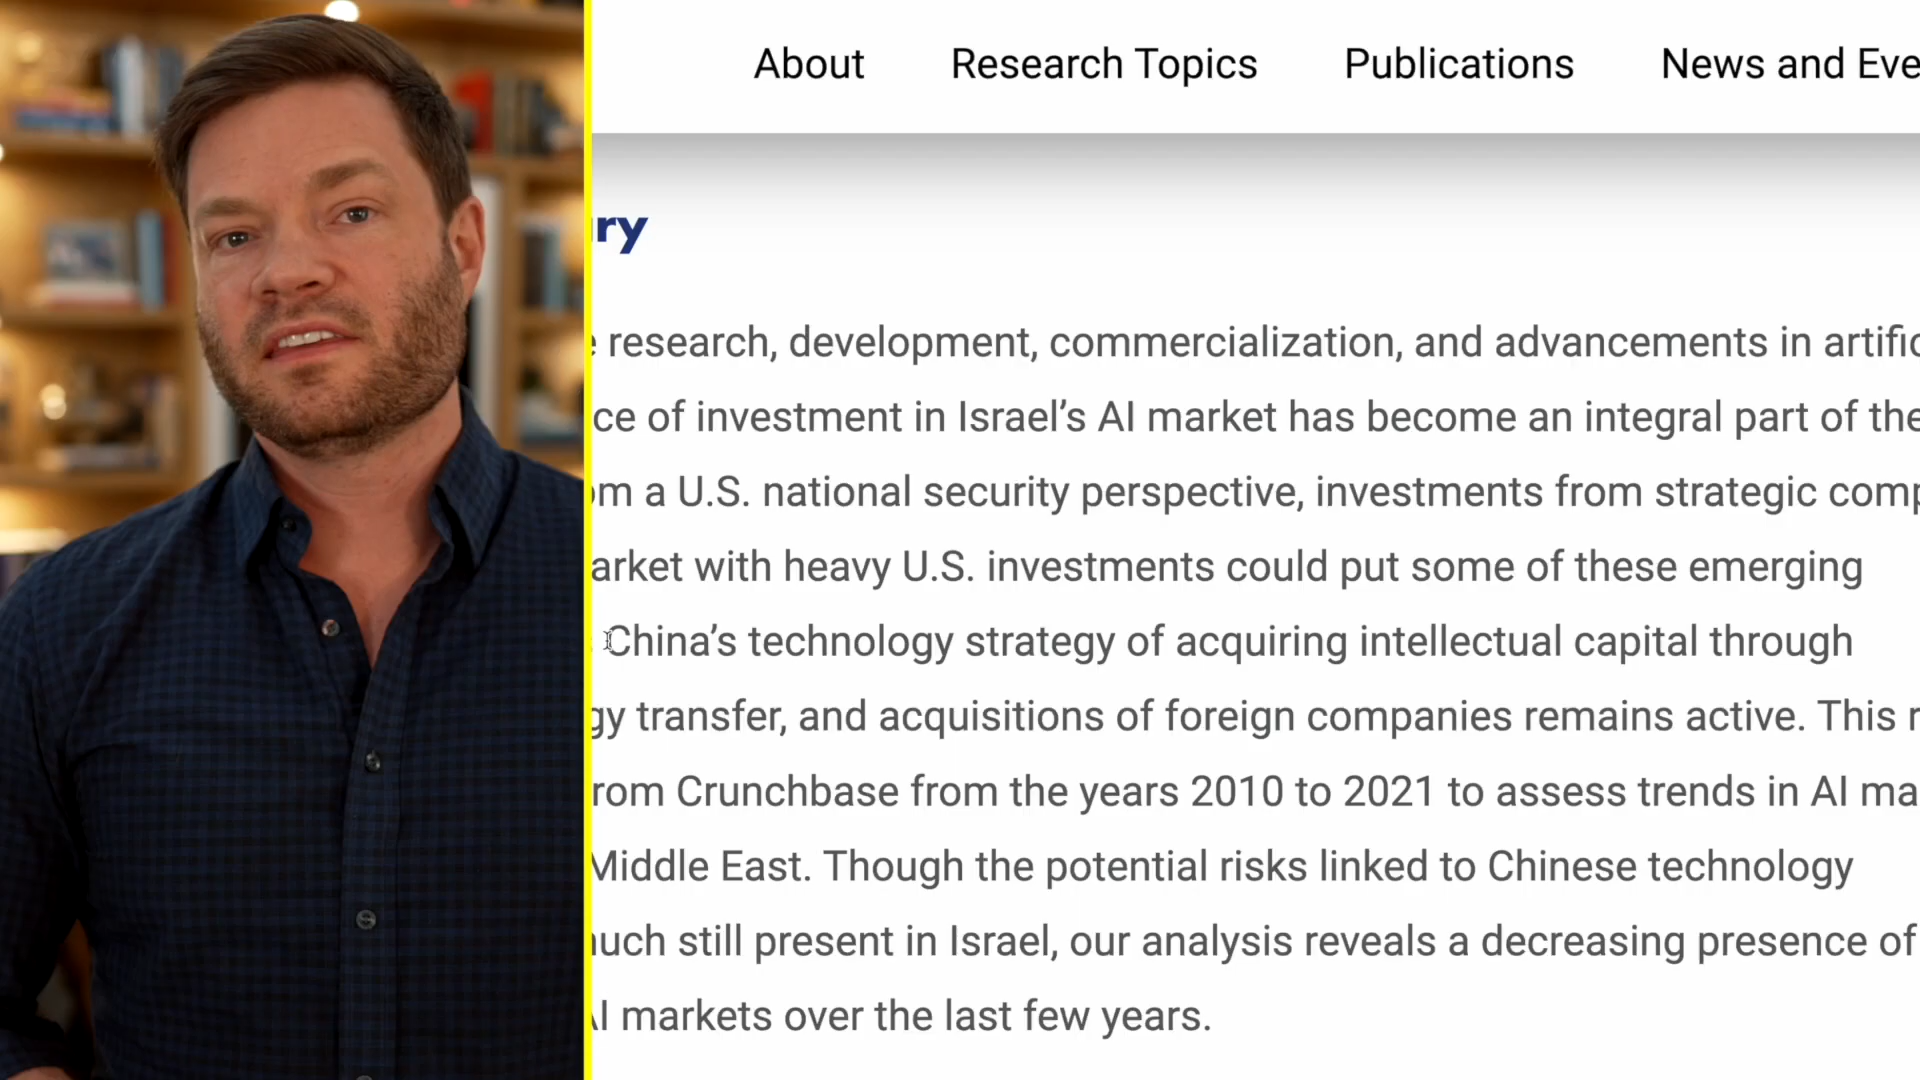 About Research Topics Publications News and Eve
ry
research, development, commercialization, and advancements in artific
ce of investment in Israel’s AI market has become an integral part of the
om a U.S. national security perspective, investments from strategic comp
arket with heavy U.S. investments could put some of these emerging
China’s technology strategy of acquiring intellectual capital through
gy transfer, and acquisitions of foreign companies remains active. This r
rom Crunchbase from the years 2010 to 2021 to assess trends in AI ma
Middle East. Though the potential risks linked to Chinese technology
uch still present in Israel, our analysis reveals a decreasing presence of
AI markets over the last few years.